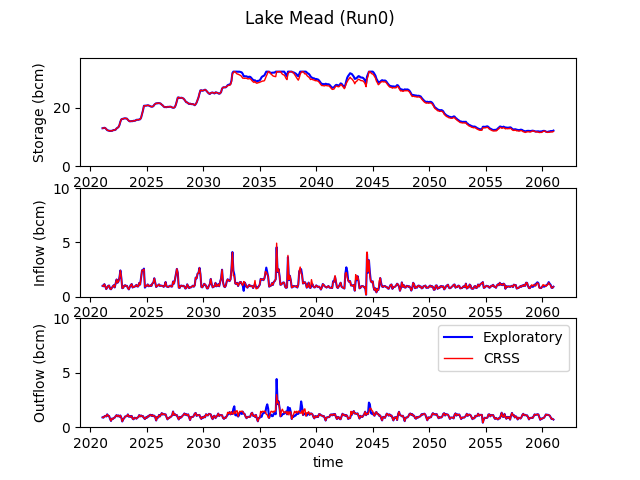 Lake Mead (Run0)
Storage (bcm)
20
0
2020 2025 2030 2035 2040 2045 2050 2055 2060
Inflow (bcm)
10
5
0
2020 2025 2030 2035 2040 2045 2050 2055 2060
Outflow (bcm)
10
5
0
Exploratory
CRSS
2020 2025 2030 2035 2040 2045 2050 2055 2060
time